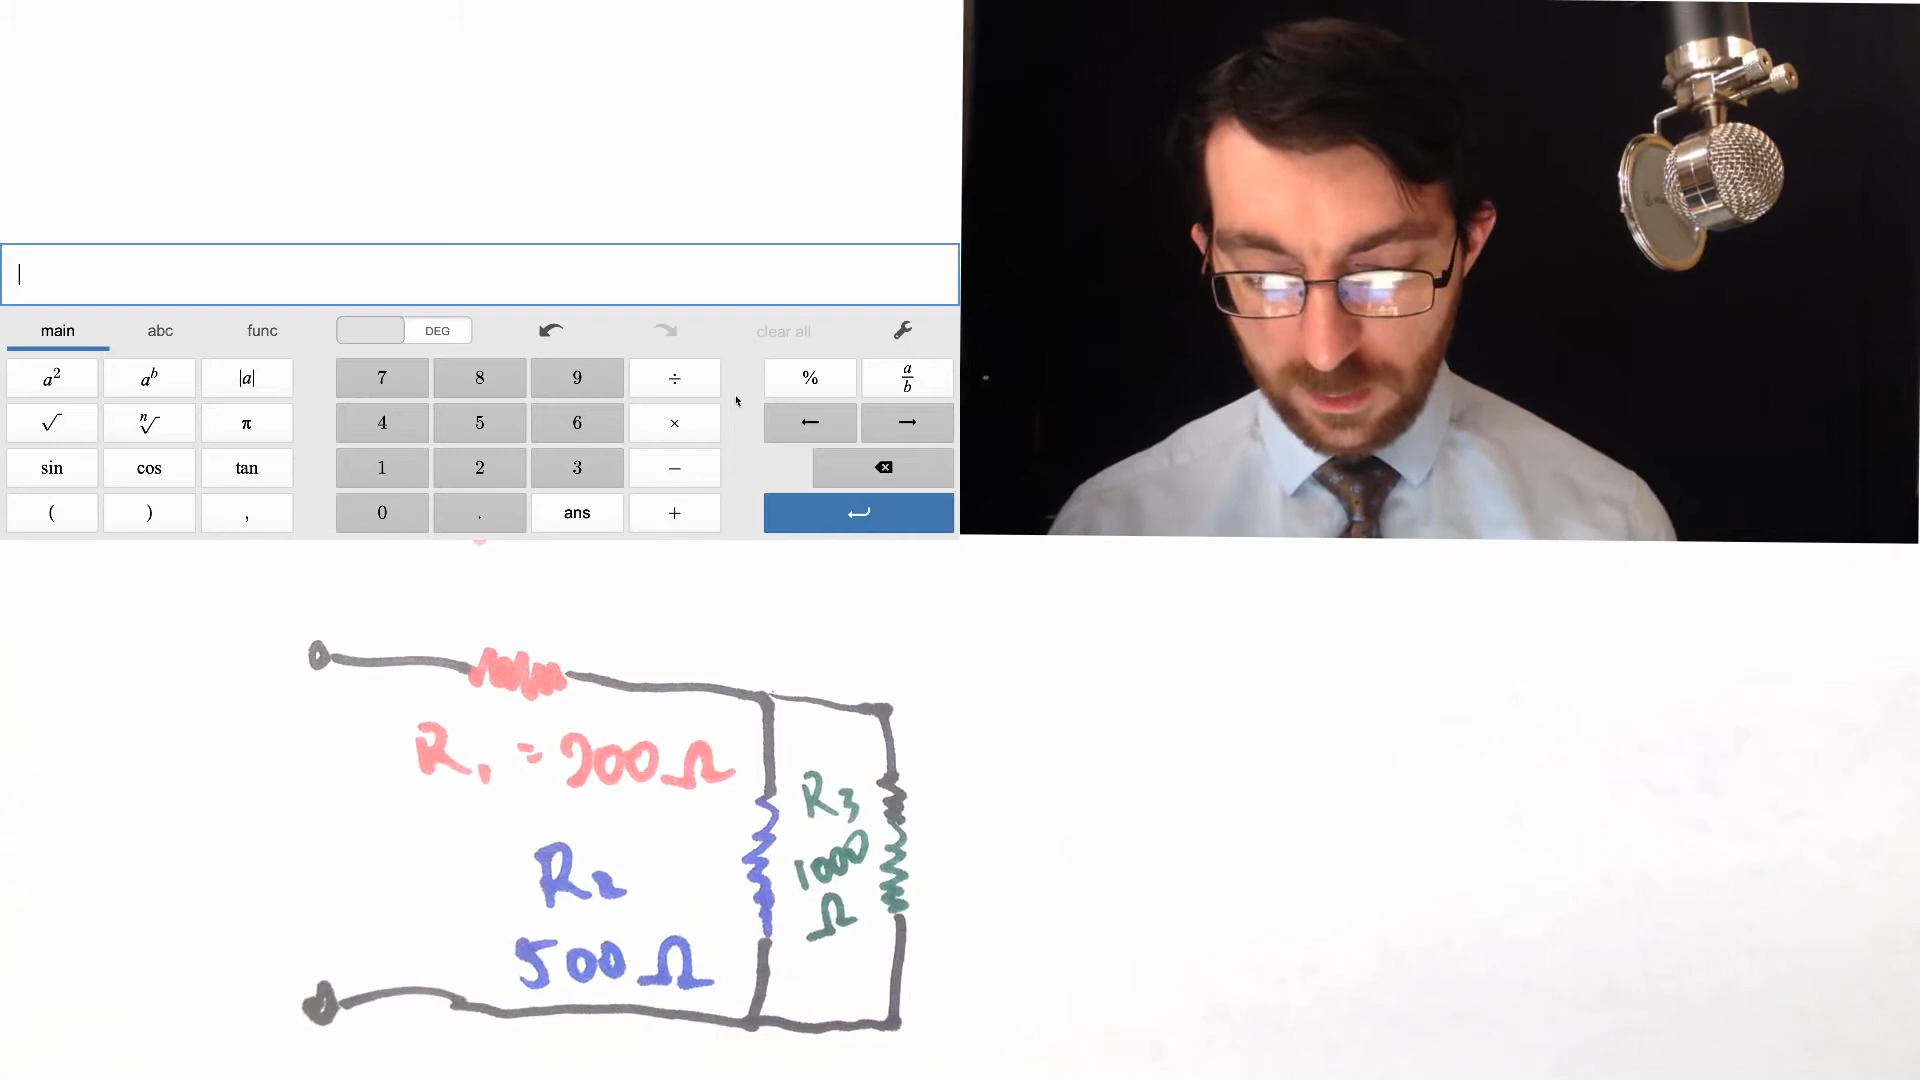 main abc func DEG clear all
a² aᵇ |a| 7 8 9 ÷ % a/b
√ ⁿ√ π 4 5 6 × ← →
sin cos tan 1 2 3 −
( ) , 0 . ans +
R₁ = 900 Ω
R₃
1000
Ω
R₂
500 Ω